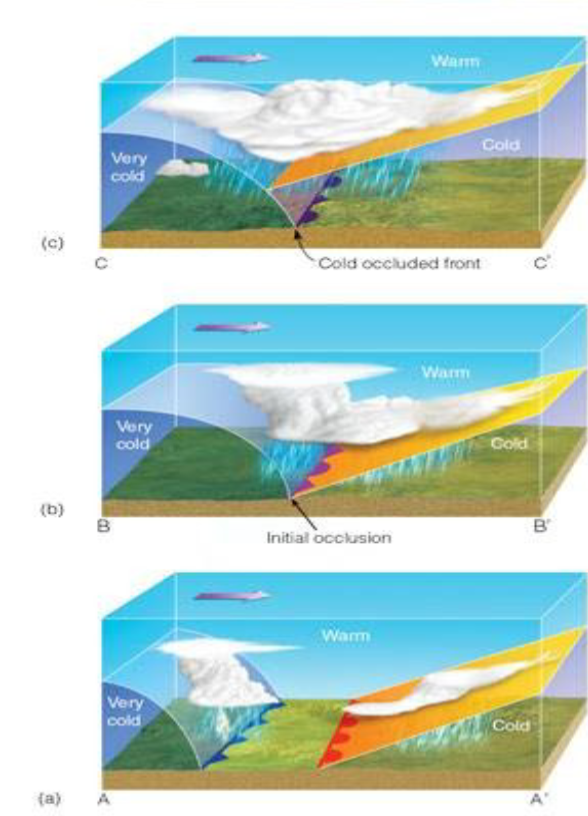 Warm
Very
cold
Cold
(c)
C
Cold occluded front
C'
Warm
Very
cold
Cold
(b)
B
B'
Initial occlusion
Warm
Very
cold
Cold
(a)
A
A'